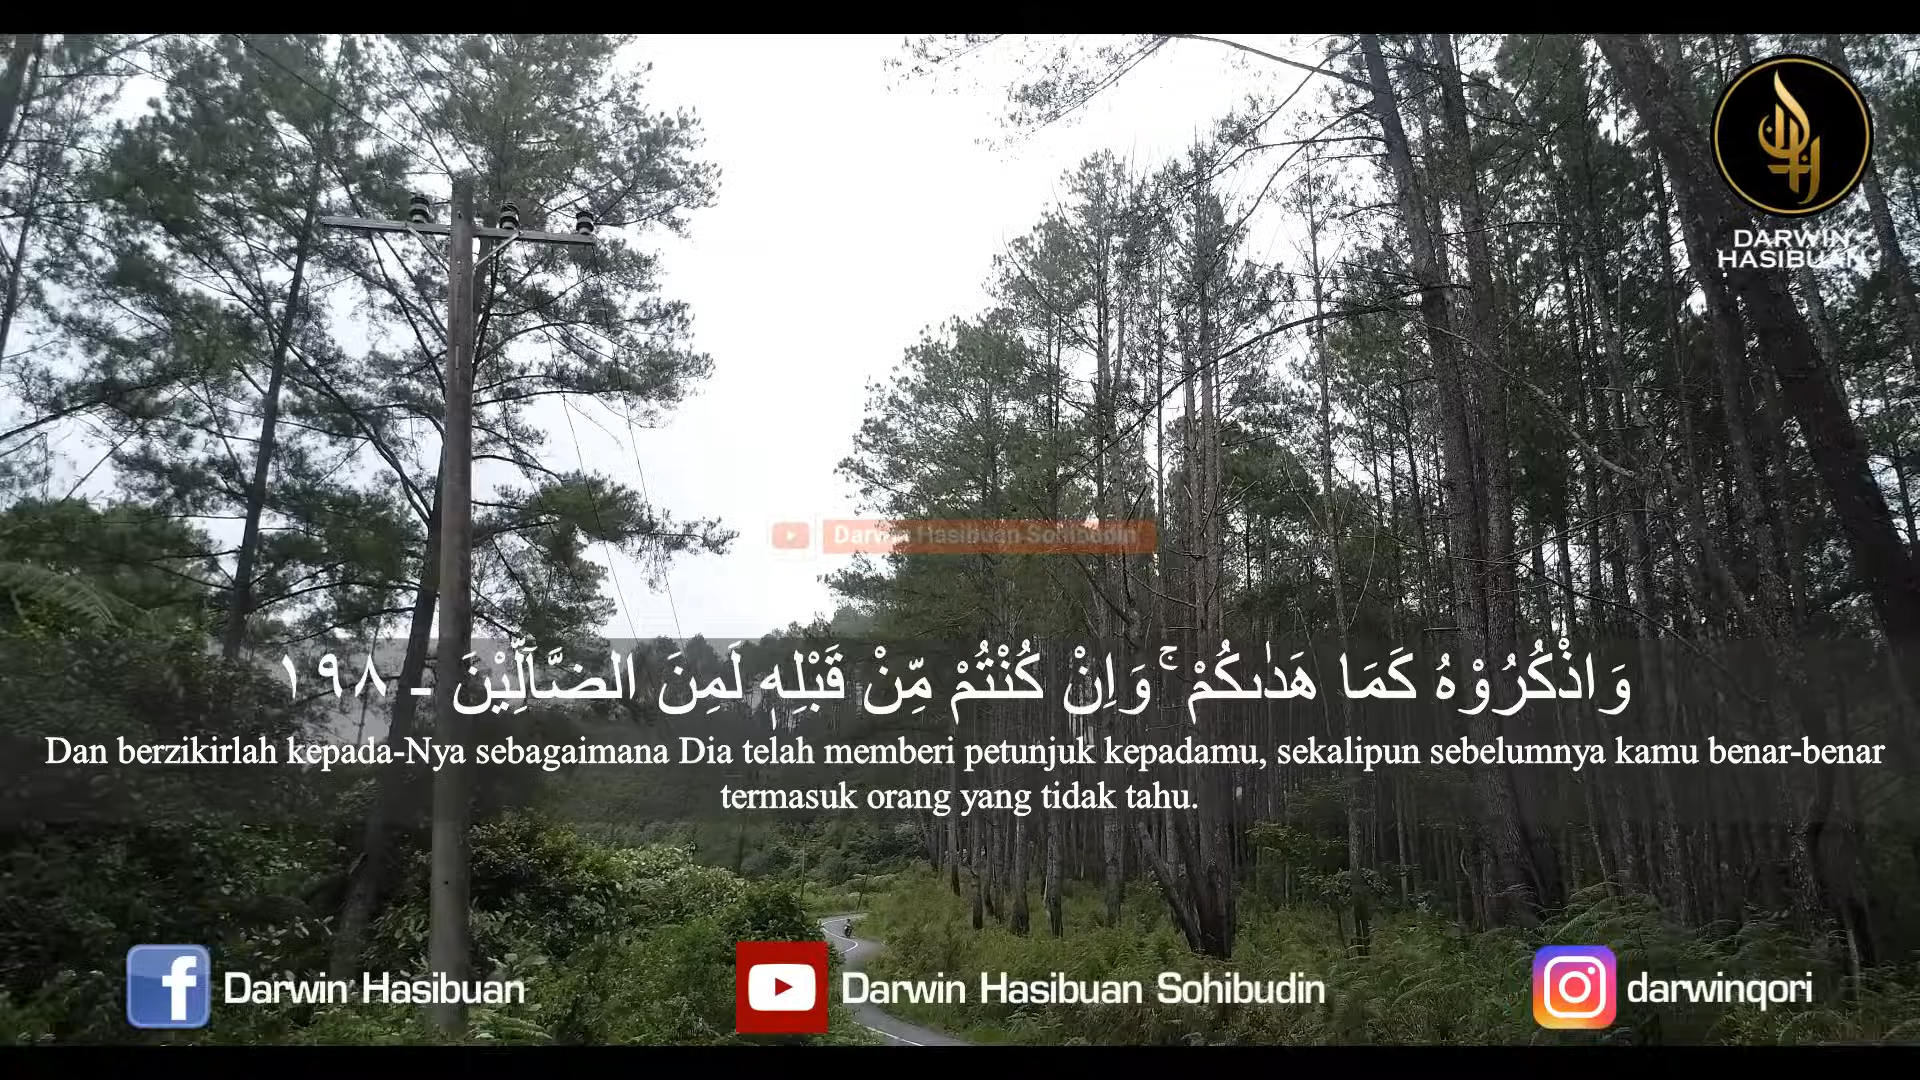 DARWIN
HASIBUAN
Darwin Hasibuan Sohibudin
وَاذْكُرُوْهُ كَمَا هَدٰىكُمْ ۚ وَاِنْ كُنْتُمْ مِّنْ قَبْلِهٖ لَمِنَ الضَّاۤلِّيْنَ - ١٩٨
Dan berzikirlah kepada-Nya sebagaimana Dia telah memberi petunjuk kepadamu, sekalipun sebelumnya kamu benar-benar
termasuk orang yang tidak tahu.
Darwin Hasibuan
Darwin Hasibuan Sohibudin
darwinqori